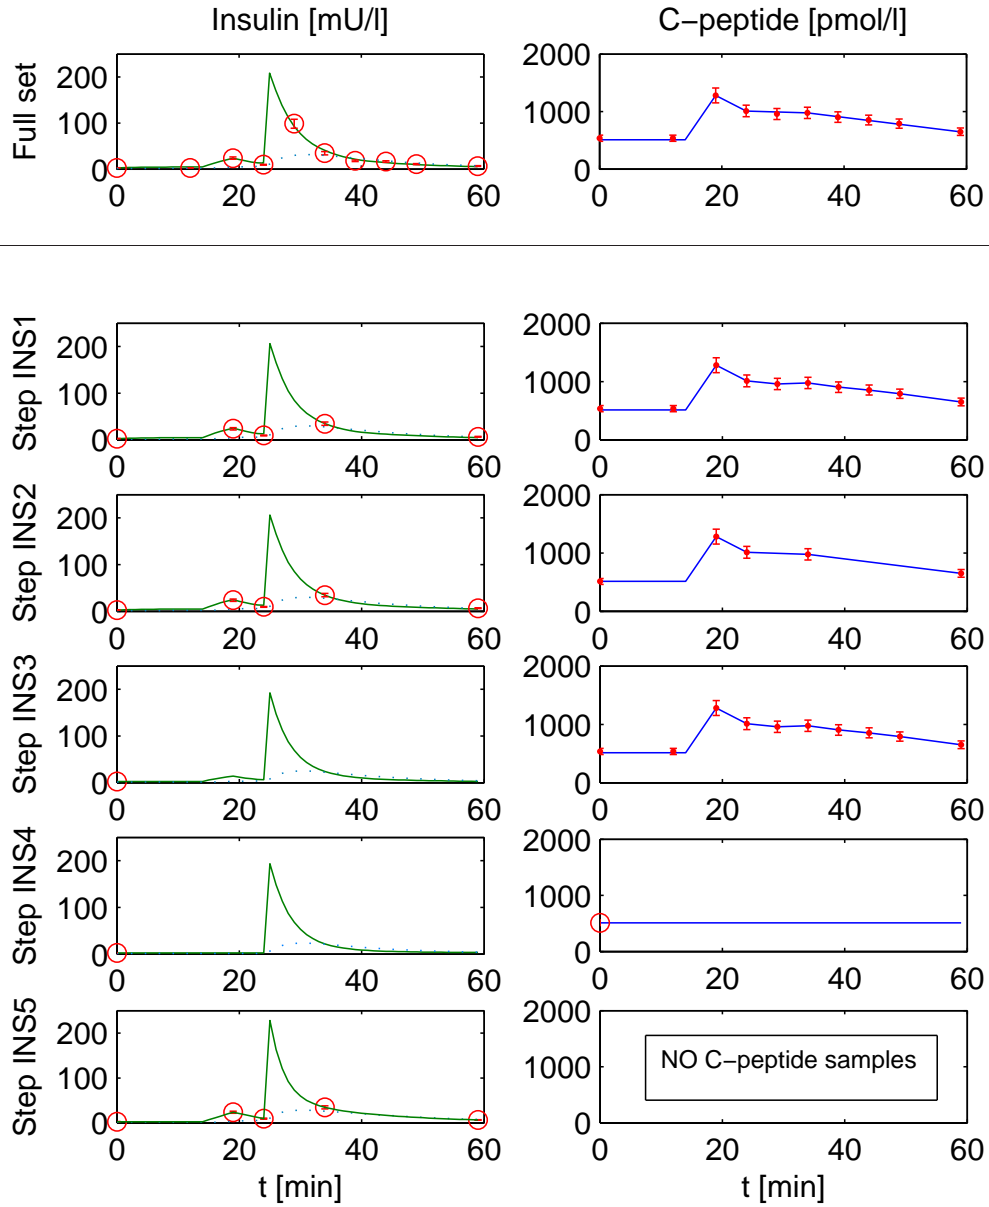 Insulin [mU/l]
C−peptide [pmol/l]
Full set
200
100
0
0 20 40 60
2000
1000
0
0 20 40 60
Step INS1
200
100
0
0 20 40 60
2000
1000
0
0 20 40 60
Step INS2
200
100
0
0 20 40 60
2000
1000
0
0 20 40 60
Step INS3
200
100
0
0 20 40 60
2000
1000
0
0 20 40 60
Step INS4
200
100
0
0 20 40 60
2000
1000
0
0 20 40 60
Step INS5
200
100
0
0 20 40 60
t [min]
2000
1000
0
NO C−peptide samples
0 20 40 60
t [min]